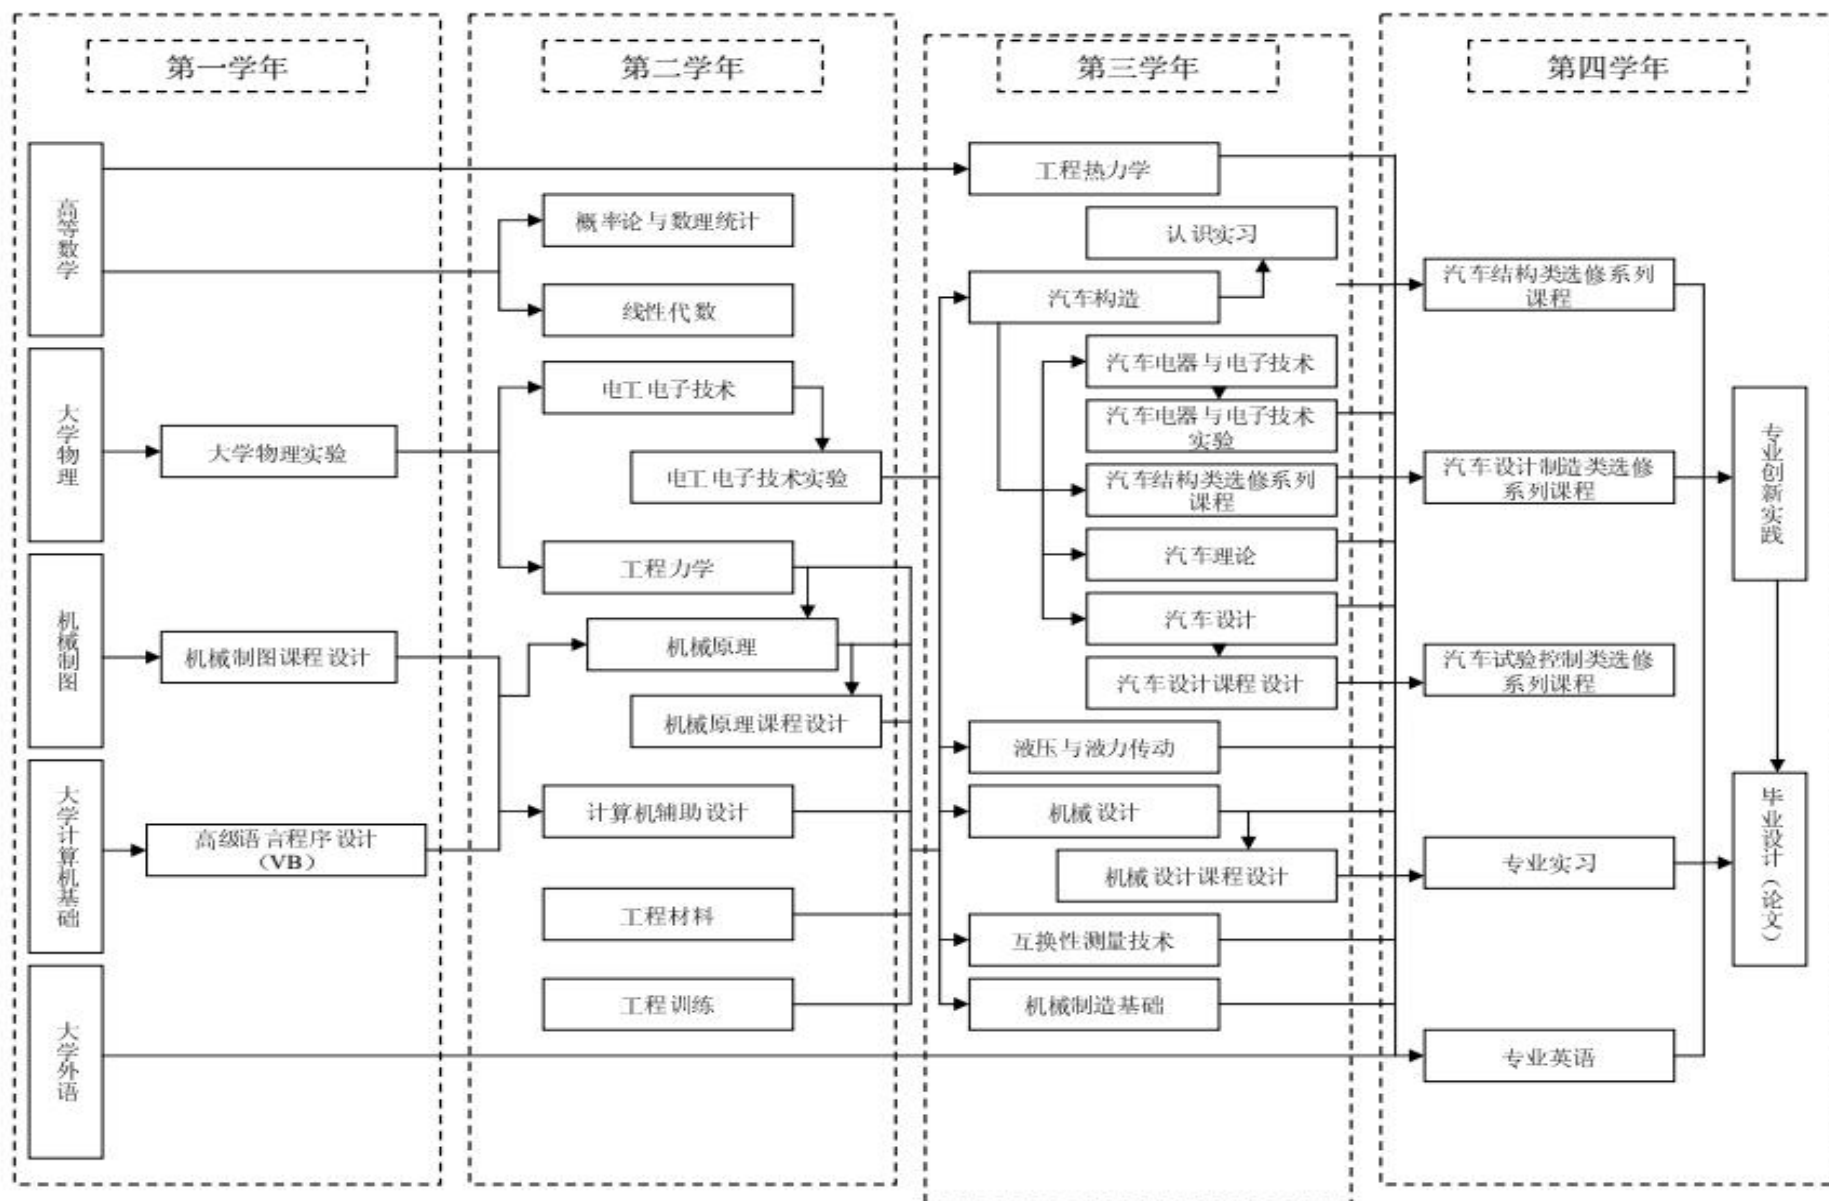 第一学年
高等数学
大学物理
大学物理实验
机械制图
机械制图课程设计
大学计算机基础
高级语言程序设计
（VB）
大学外语
第二学年
概率论与数理统计
线性代数
电工电子技术
电工电子技术实验
工程力学
机械原理
机械原理课程设计
计算机辅助设计
工程材料
工程训练
第三学年
工程热力学
认识实习
汽车构造
汽车电器与电子技术
汽车电器与电子技术
实验
汽车结构类选修系列
课程
汽车理论
汽车设计
汽车设计课程设计
液压与液力传动
机械设计
机械设计课程设计
互换性测量技术
机械制造基础
第四学年
汽车结构类选修系列
课程
汽车设计制造类选修
系列课程
汽车试验控制类选修
系列课程
专业实习
专业英语
专业创新实践
毕业设计（论文）